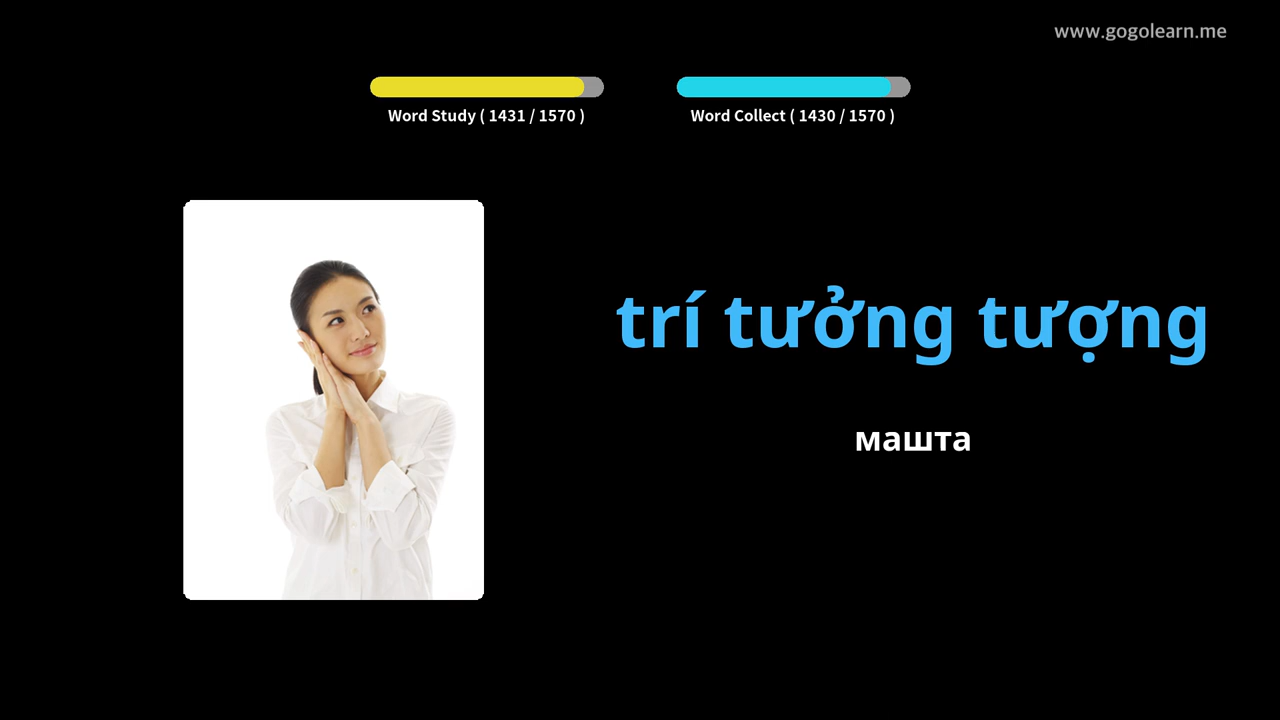 www.gogolearn.me
Word Study ( 1431 / 1570 )
Word Collect ( 1430 / 1570 )
trí tưởng tượng
машта